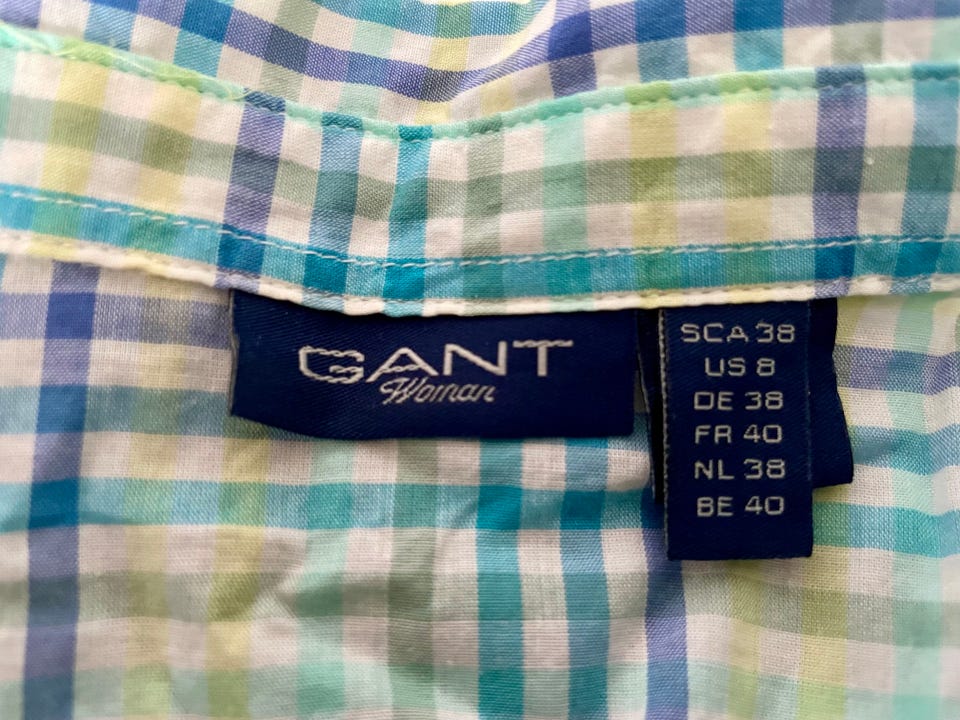 GANT
Woman
SCA 38
US 8
DE 38
FR 40
NL 38
BE 40